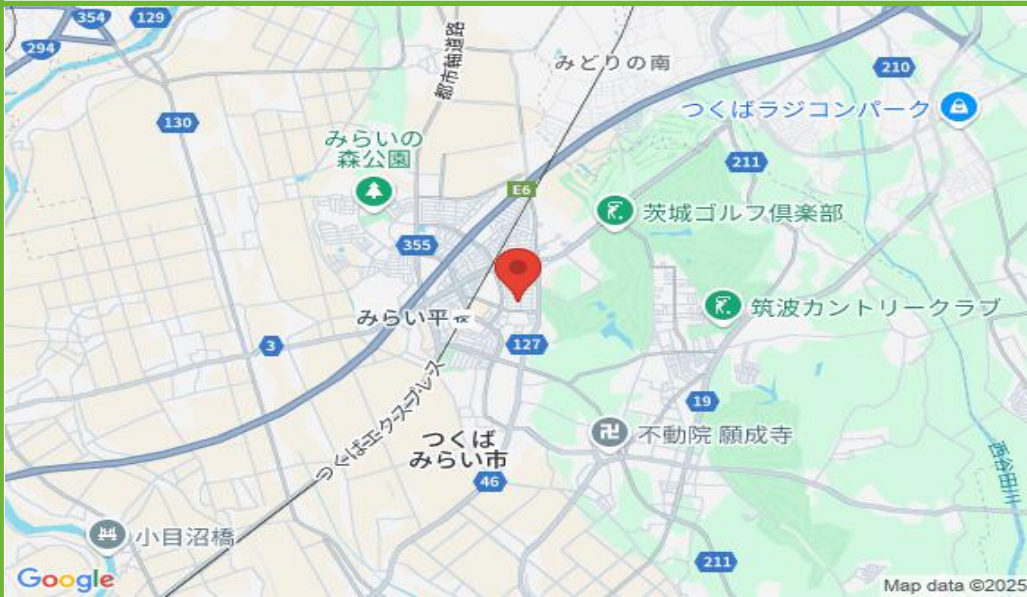 354
129
294
都市軸道路
みどりの南
210
130
つくばラジコンパーク
みらいの
森公園
211
E6
茨城ゴルフ倶楽部
355
筑波カントリークラブ
みらい平
3
127
つくばエクスプレス
19
つくば
みらい市
不動院 願成寺
46
西谷田川
小目沼橋
211
Google
Map data ©2025